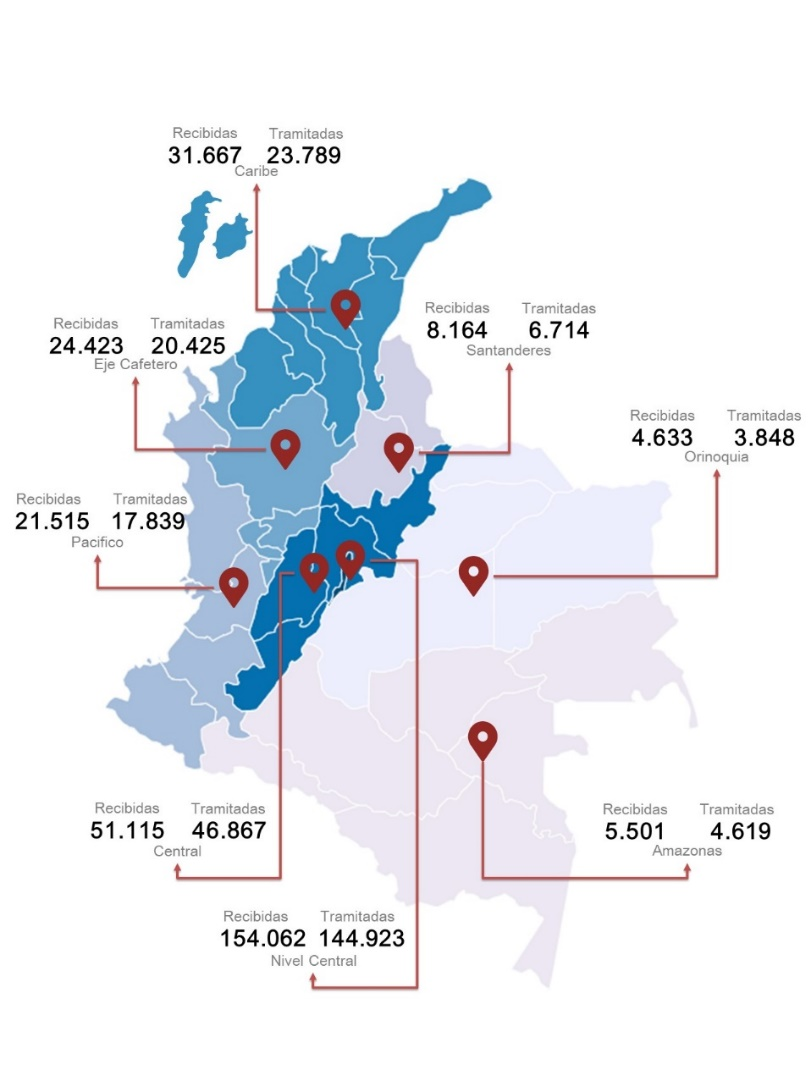 Recibidas Tramitadas
31.667 23.789
Caribe
Recibidas Tramitadas
8.164 6.714
Santanderes
Recibidas Tramitadas
24.423 20.425
Eje Cafetero
Recibidas Tramitadas
4.633 3.848
Orinoquia
Recibidas Tramitadas
21.515 17.839
Pacifico
Recibidas Tramitadas
51.115 46.867
Central
Recibidas Tramitadas
5.501 4.619
Amazonas
Recibidas Tramitadas
154.062 144.923
Nivel Central